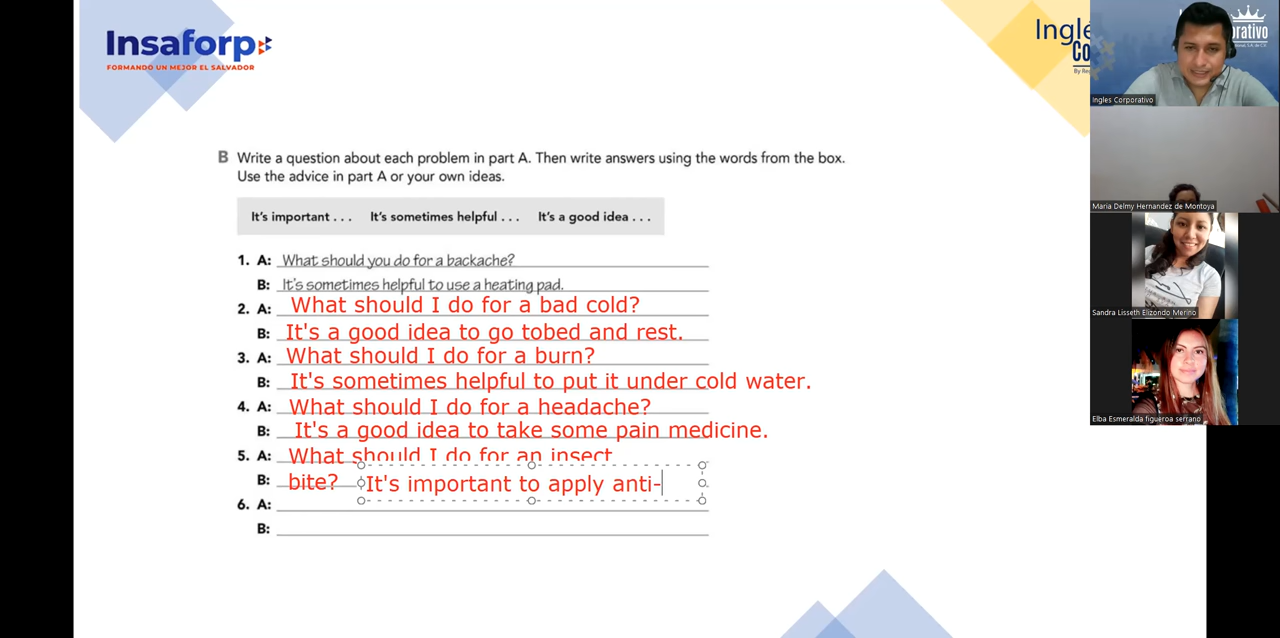 Insaforp
FORMANDO UN MEJOR EL SALVADOR
Inglé
Co
By Re
B Write a question about each problem in part A. Then write answers using the words from the box.
Use the advice in part A or your own ideas.
It's important . . . It's sometimes helpful . . . It's a good idea . . .
1. A: What should you do for a backache?
B: It's sometimes helpful to use a heating pad.
2. A: What should I do for a bad cold?
B: It's a good idea to go tobed and rest.
3. A: What should I do for a burn?
B: It's sometimes helpful to put it under cold water.
4. A: What should I do for a headache?
B: It's a good idea to take some pain medicine.
5. A: What should I do for an insect
B: bite? It's important to apply anti-
6. A:
B:
orativo
Ingles Corporativo
Maria Delmy Hernandez de Montoya
Sandra Lisseth Elizondo Merino
Elba Esmeralda figueroa serrano